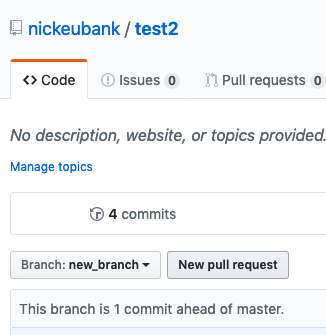 nickeubank / test2
Code Issues 0 Pull requests 0
No description, website, or topics provided.
Manage topics
4 commits
Branch: new_branch New pull request
This branch is 1 commit ahead of master.